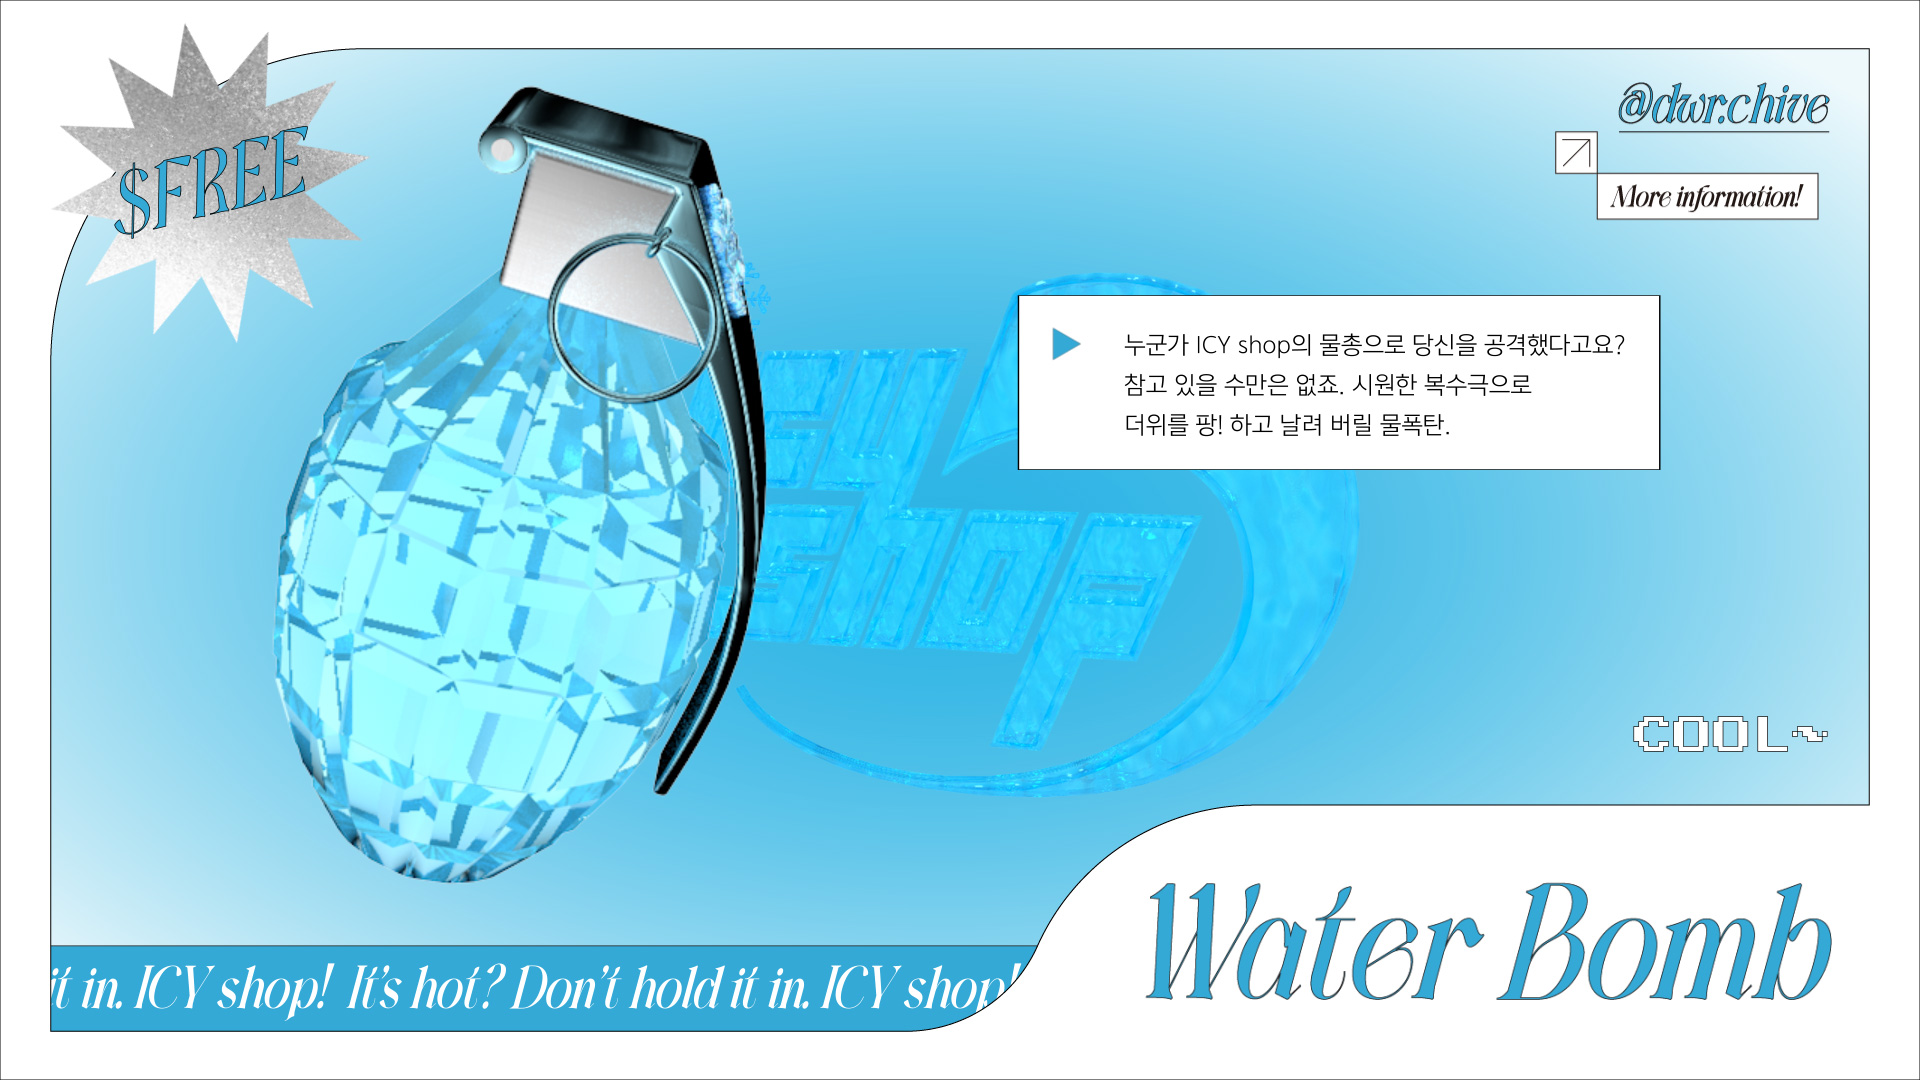 $FREE
@dwr.chive
More information!
누군가 ICY shop의 물총으로 당신을 공격했다고요?
참고 있을 수만은 없죠. 시원한 복수극으로
더위를 팡! 하고 날려 버릴 물폭탄.
cy
shop
COOL~
Water Bomb
it in. ICY shop! It's hot? Don't hold it in. ICY shop!